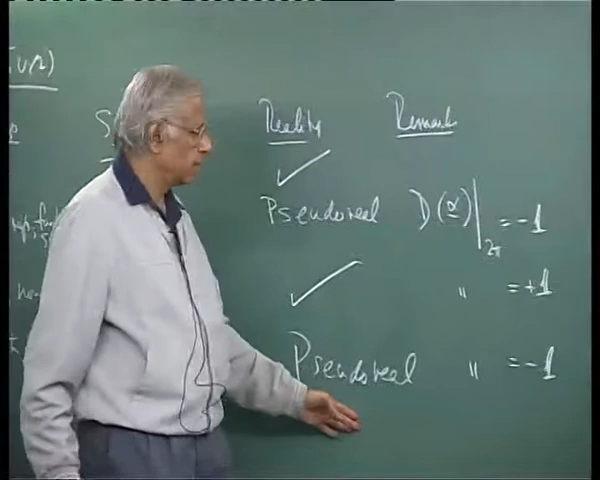 Reality Remark
✓
Pseudoreal D(α)|2π = -1
✓ " = +1
Pseudoreal " = -1